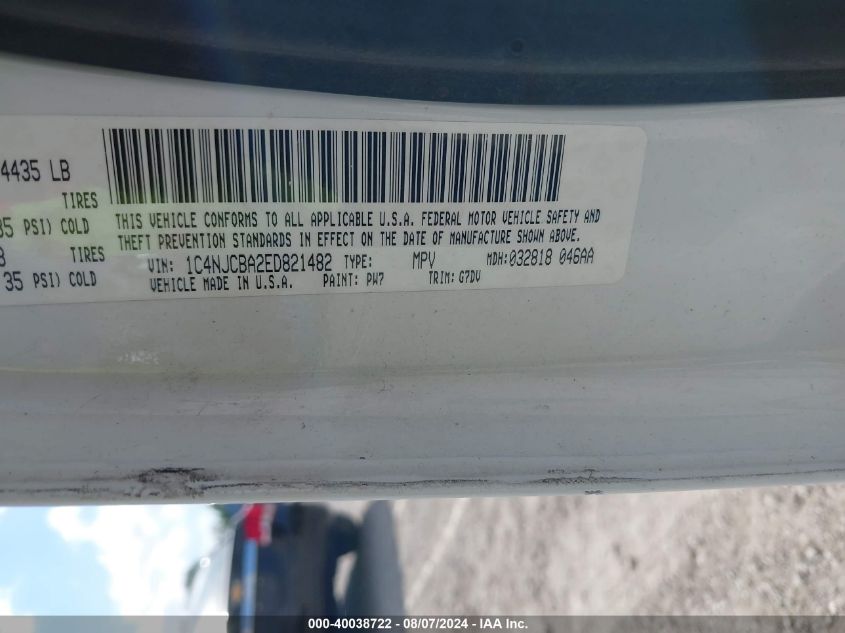 4435 LB
TIRES
35 PSI) COLD
TIRES
35 PSI) COLD
THIS VEHICLE CONFORMS TO ALL APPLICABLE U.S.A. FEDERAL MOTOR VEHICLE SAFETY AND
THEFT PREVENTION STANDARDS IN EFFECT ON THE DATE OF MANUFACTURE SHOWN ABOVE.
VIN: 1C4NJCBA2ED821482 TYPE: MPV MDH:032818 046AA
VEHICLE MADE IN U.S.A. PAINT: PW7 TRIM: G7DV
000-40038722 - 08/07/2024 - IAA Inc.